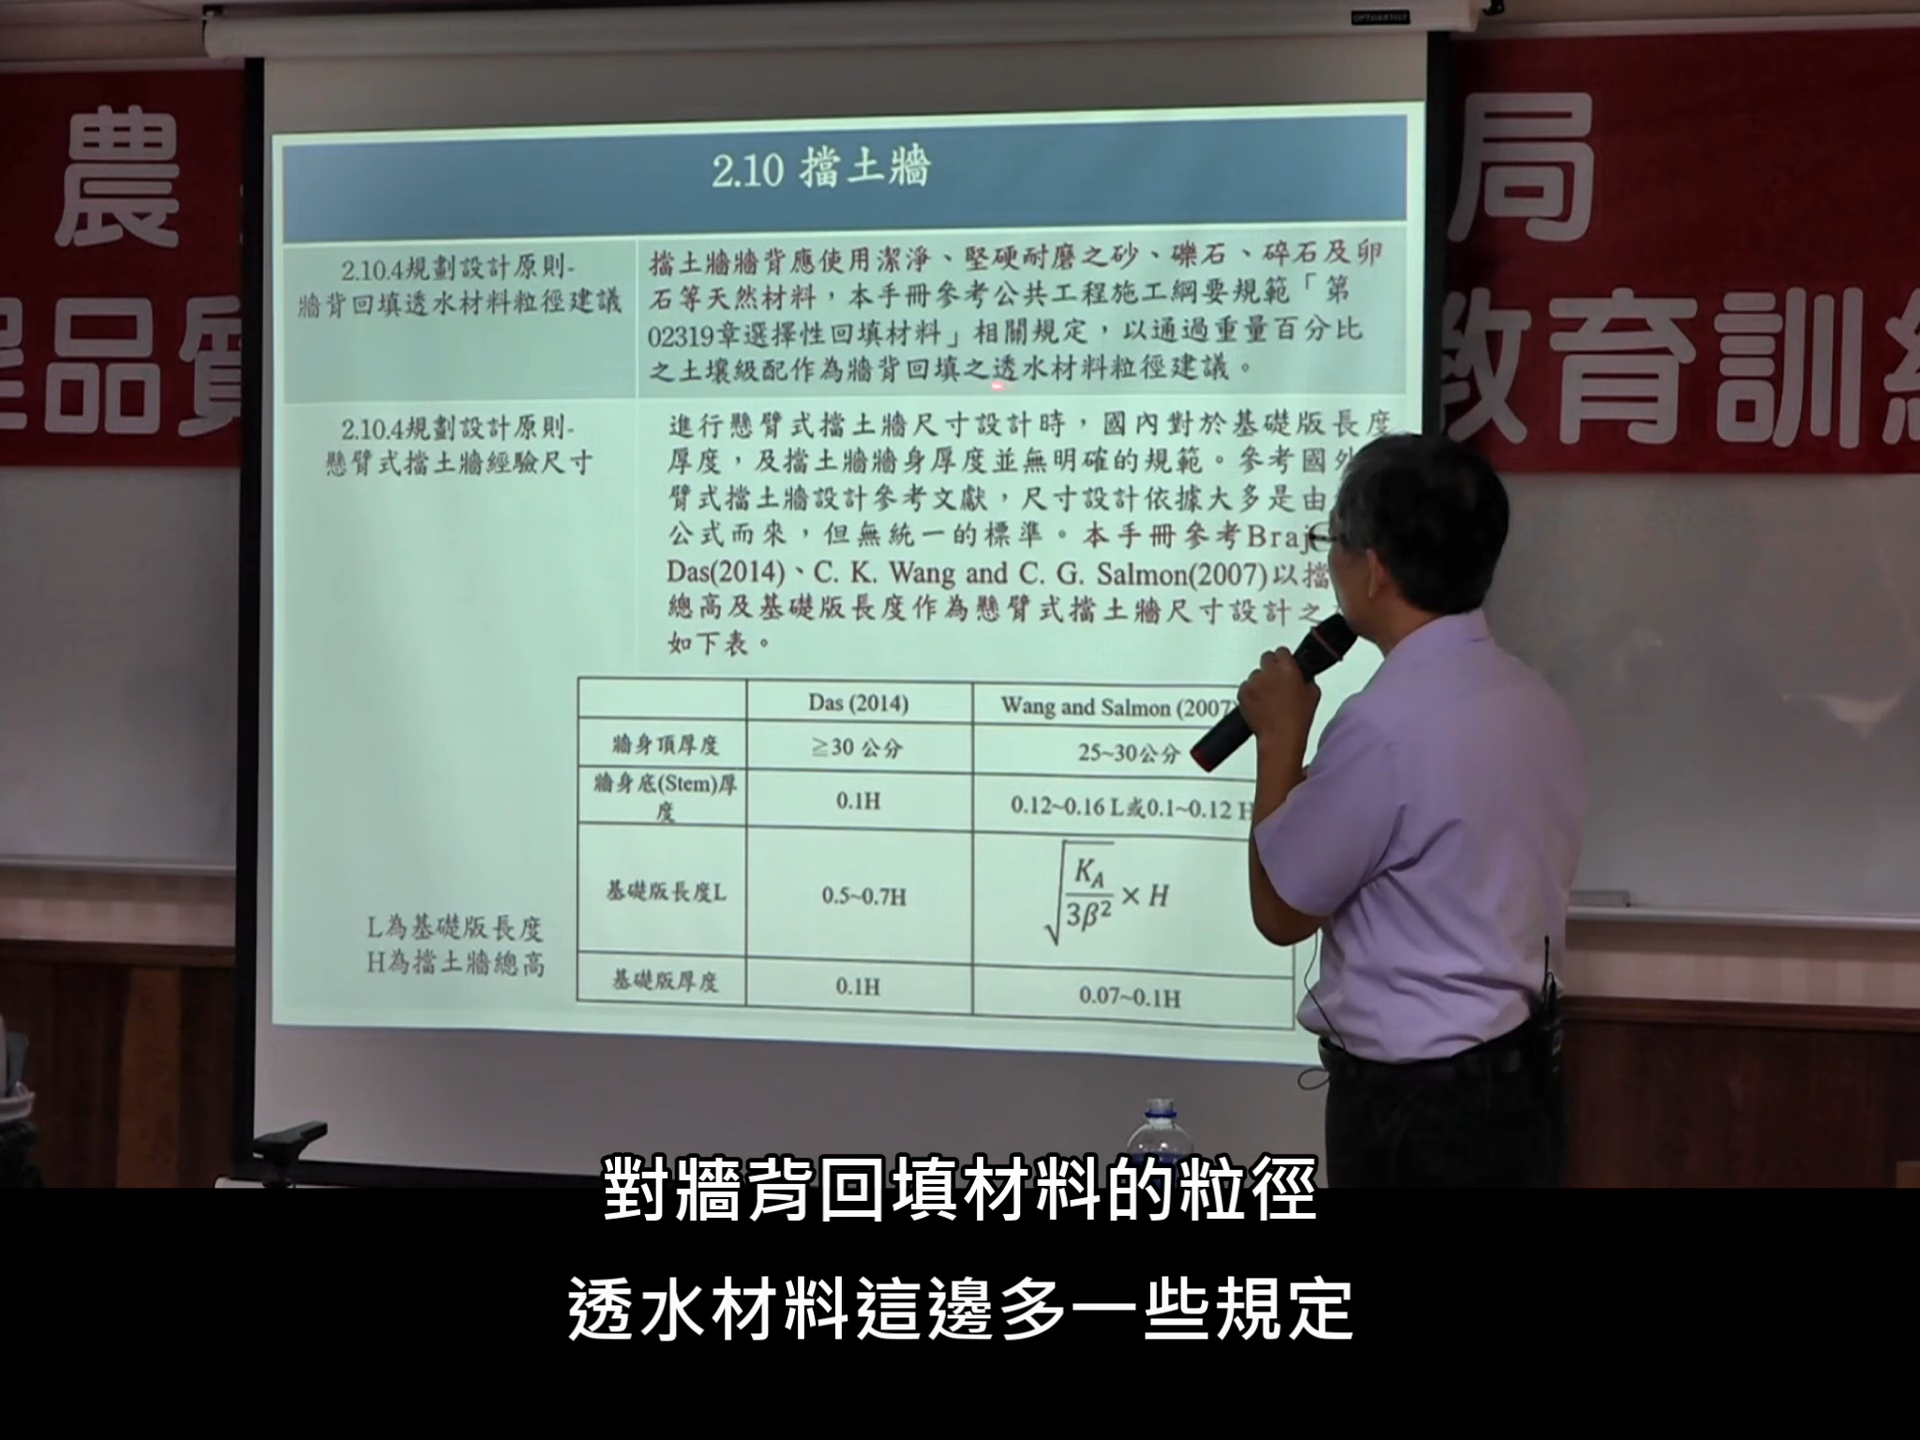 OPTOARTILE
農
局
品質
教育訓
2.10 擋土牆
2.10.4規劃設計原則-
牆背回填透水材料粒徑建議
擋土牆牆背應使用潔淨、堅硬耐磨之砂、礫石、碎石及卵
石等天然材料，本手冊參考公共工程施工綱要規範「第
02319章選擇性回填材料」相關規定，以通過重量百分比
之土壤級配作為牆背回填之透水材料粒徑建議。
2.10.4規劃設計原則-
懸臂式擋土牆經驗尺寸
進行懸臂式擋土牆尺寸設計時，國內對於基礎版長度
厚度，及擋土牆牆身厚度並無明確的規範。參考國外
臂式擋土牆設計參考文獻，尺寸設計依據大多是由
公式而來，但無統一的標準。本手冊參考Braj
Das(2014)、C. K. Wang and C. G. Salmon(2007)以擋
總高及基礎版長度作為懸臂式擋土牆尺寸設計之
如下表。
Das (2014)
Wang and Salmon (2007)
牆身頂厚度
≧30 公分
25~30公分
牆身底(Stem)厚
度
0.1H
0.12~0.16 L或0.1~0.12 H
基礎版長度L
0.5~0.7H
√(K_A/3β²) × H
基礎版厚度
0.1H
0.07~0.1H
L為基礎版長度
H為擋土牆總高
對牆背回填材料的粒徑
透水材料這邊多一些規定